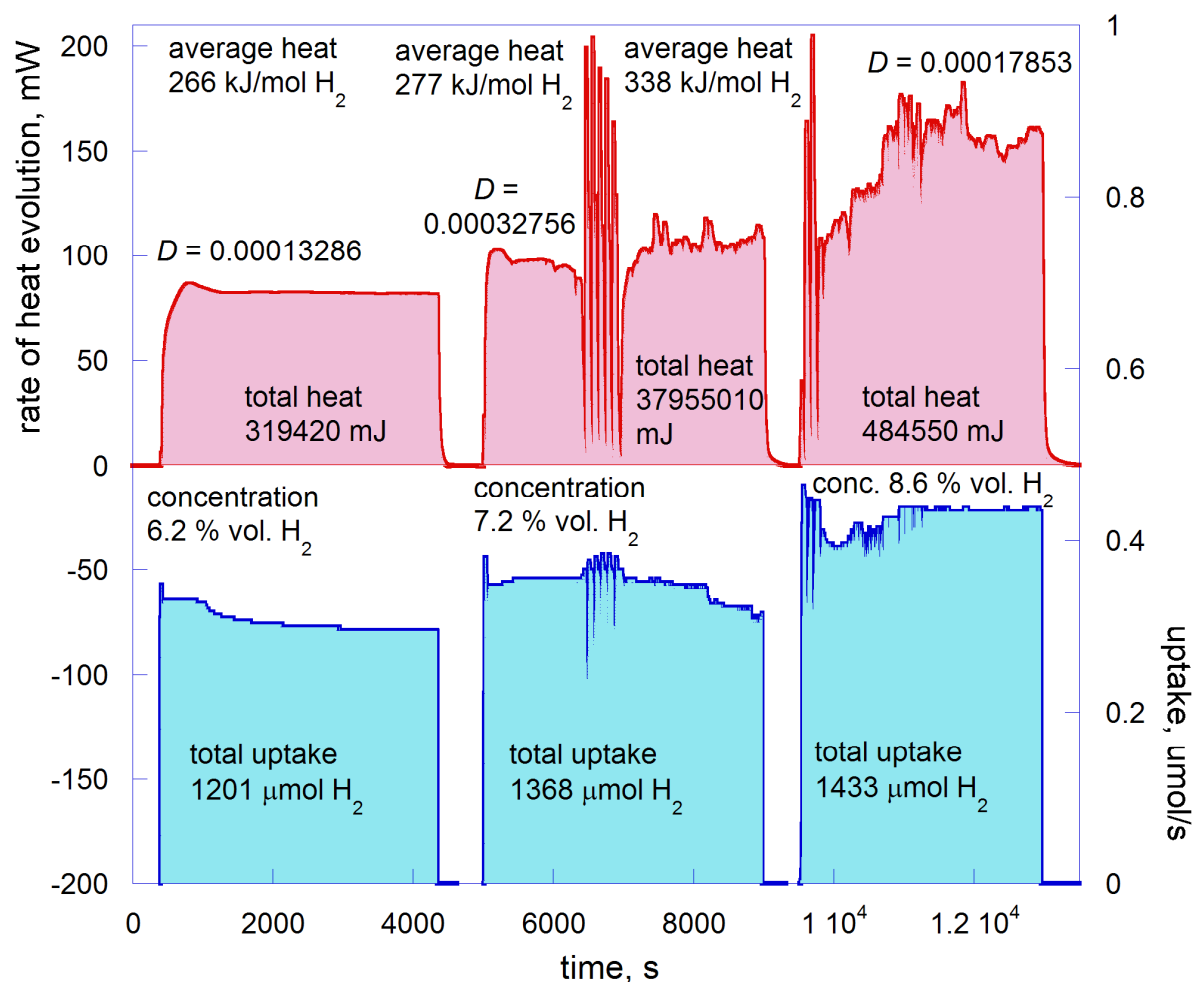 average heat
266 kJ/mol H2
average heat
277 kJ/mol H2
average heat
338 kJ/mol H2
D = 0.00013286
D =
0.00032756
D = 0.00017853
total heat
319420 mJ
total heat
37955010
mJ
total heat
484550 mJ
concentration
6.2 % vol. H2
concentration
7.2 % vol. H2
conc. 8.6 % vol. H2
total uptake
1201 μmol H2
total uptake
1368 μmol H2
total uptake
1433 μmol H2
rate of heat evolution, mW
200
150
100
50
0
-50
-100
-150
-200
1
0.8
0.6
0.4
0.2
0
uptake, umol/s
0
2000
4000
6000
8000
1 10^4
1.2 10^4
time, s